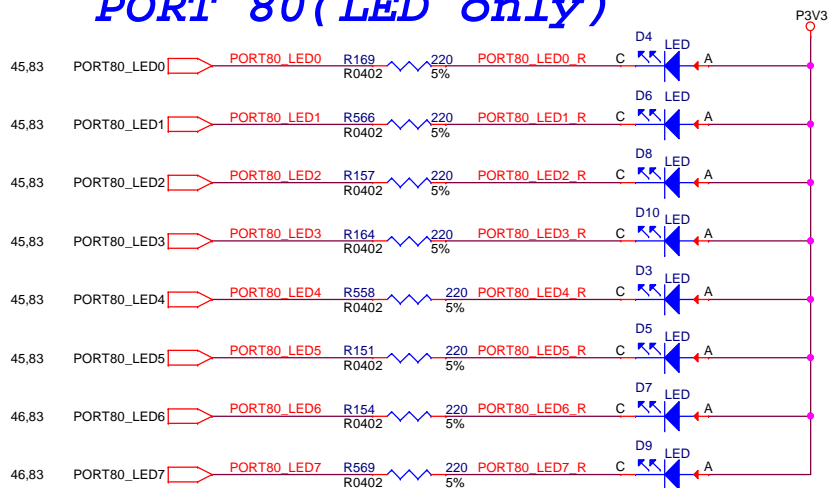 PORT 80(LED only)
P3V3
D4
45,83 PORT80_LED0 PORT80_LED0 R169 220 PORT80_LED0_R C LED A
R0402 5%
D6
45,83 PORT80_LED1 PORT80_LED1 R566 220 PORT80_LED1_R C LED A
R0402 5%
D8
45,83 PORT80_LED2 PORT80_LED2 R157 220 PORT80_LED2_R C LED A
R0402 5%
D10
45,83 PORT80_LED3 PORT80_LED3 R164 220 PORT80_LED3_R C LED A
R0402 5%
D3
45,83 PORT80_LED4 PORT80_LED4 R558 220 PORT80_LED4_R C LED A
R0402 5%
D5
45,83 PORT80_LED5 PORT80_LED5 R151 220 PORT80_LED5_R C LED A
R0402 5%
D7
46,83 PORT80_LED6 PORT80_LED6 R154 220 PORT80_LED6_R C LED A
R0402 5%
D9
46,83 PORT80_LED7 PORT80_LED7 R569 220 PORT80_LED7_R C LED A
R0402 5%